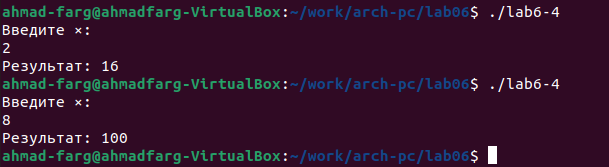 ahmad-farg@ahmadfarg-VirtualBox:~/work/arch-pc/lab06$ ./lab6-4
Введите ×:
2
Результат: 16
ahmad-farg@ahmadfarg-VirtualBox:~/work/arch-pc/lab06$ ./lab6-4
Введите ×:
8
Результат: 100
ahmad-farg@ahmadfarg-VirtualBox:~/work/arch-pc/lab06$